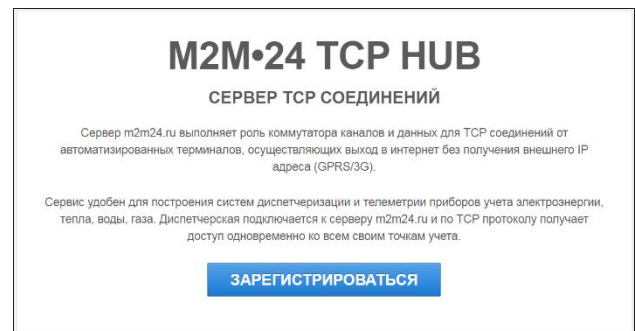 M2M•24 TCP HUB
СЕРВЕР TCP СОЕДИНЕНИЙ
Сервер m2m24.ru выполняет роль коммутатора каналов и данных для TCP соединений от
автоматизированных терминалов, осуществляющих выход в интернет без получения внешнего IP
адреса (GPRS/3G).
Сервис удобен для построения систем диспетчеризации и телеметрии приборов учета электроэнергии,
тепла, воды, газа. Диспетчерская подключается к серверу m2m24.ru и по TCP протоколу получает
доступ одновременно ко всем своим точкам учета.
ЗАРЕГИСТРИРОВАТЬСЯ